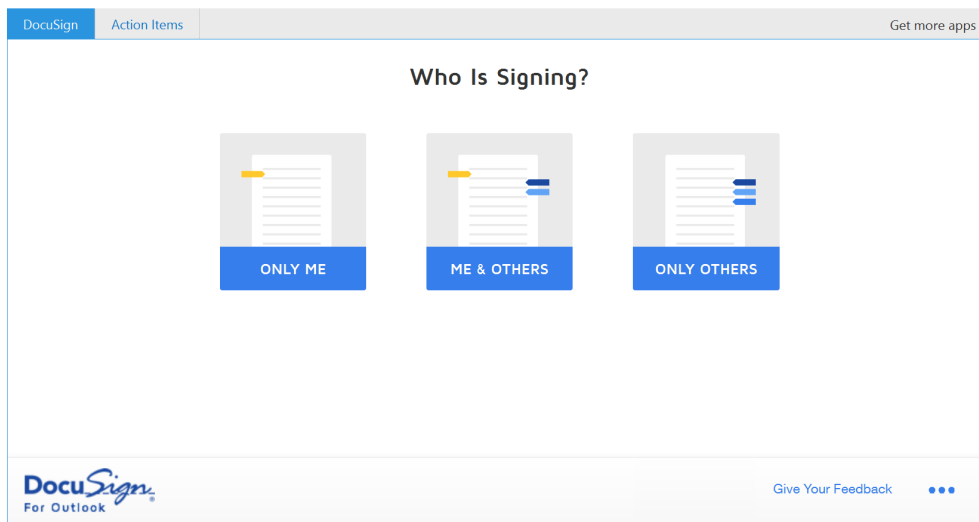 DocuSign Action Items Get more apps
Who Is Signing?
ONLY ME ME & OTHERS ONLY OTHERS
DocuSign® Give Your Feedback
For Outlook